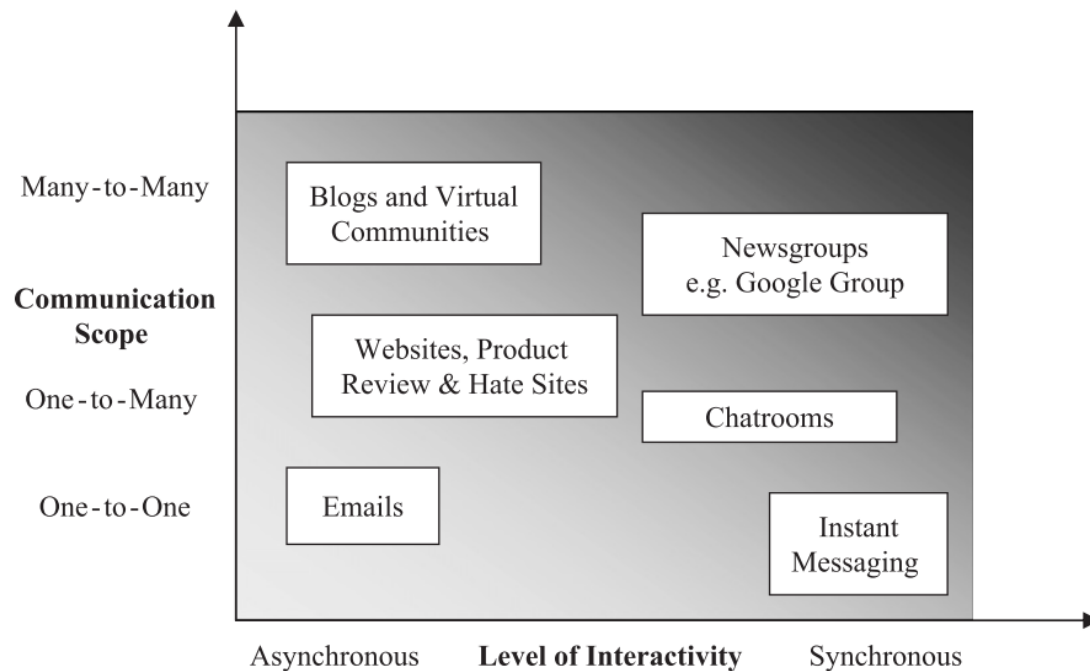 Many-to-Many
Blogs and Virtual
Communities
Newsgroups
e.g. Google Group
Communication
Scope
Websites, Product
Review & Hate Sites
One-to-Many
Chatrooms
One-to-One
Emails
Instant
Messaging
Asynchronous Level of Interactivity Synchronous